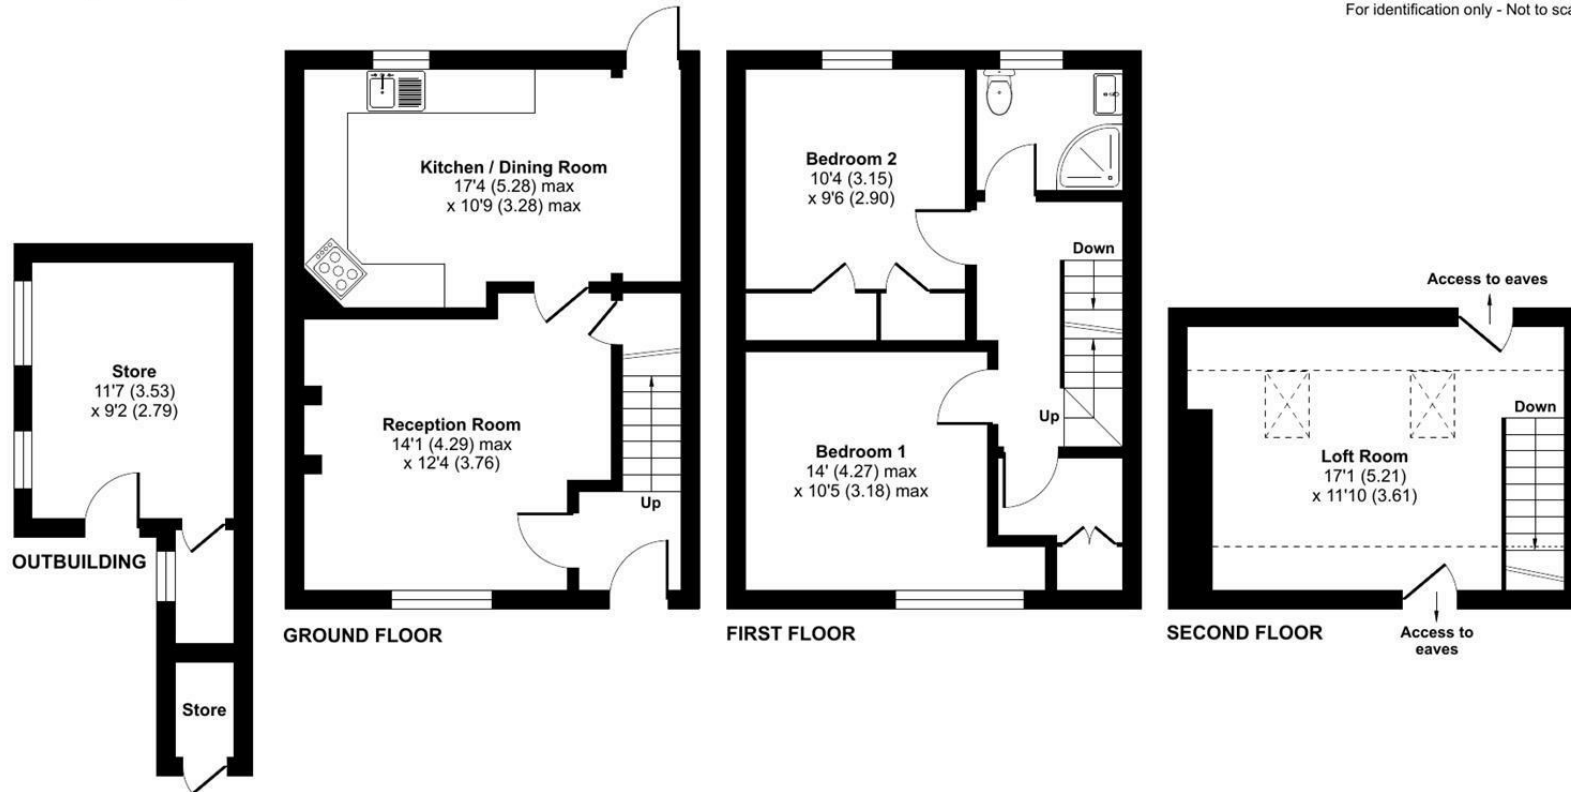 For identification only - Not to sca
Kitchen / Dining Room
17'4 (5.28) max
x 10'9 (3.28) max
Reception Room
14'1 (4.29) max
x 12'4 (3.76)
Up
GROUND FLOOR
Store
11'7 (3.53)
x 9'2 (2.79)
OUTBUILDING
Store
Bedroom 2
10'4 (3.15)
x 9'6 (2.90)
Down
Up
Bedroom 1
14' (4.27) max
x 10'5 (3.18) max
FIRST FLOOR
Access to eaves
Down
Loft Room
17'1 (5.21)
x 11'10 (3.61)
SECOND FLOOR
Access to
eaves